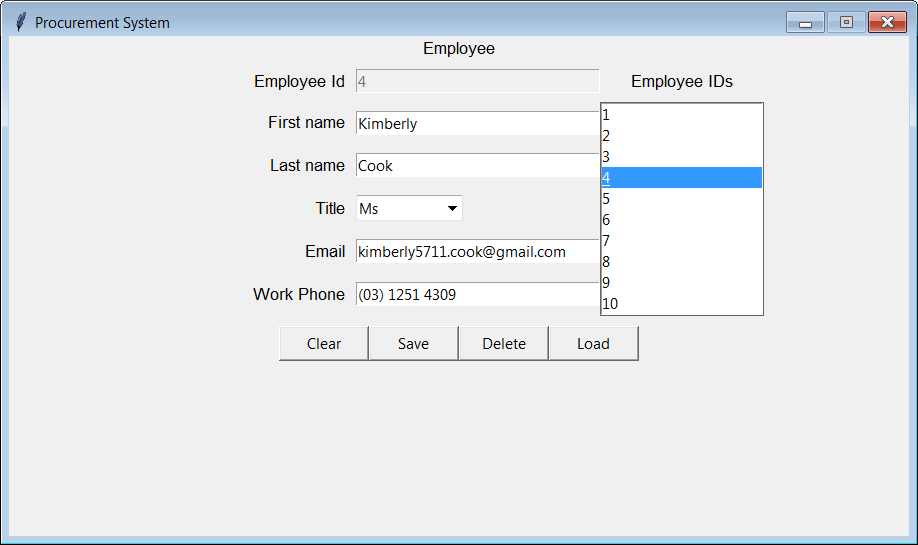 Procurement System
Employee
Employee Id 4 Employee IDs
First name Kimberly
Last name Cook
Title Ms
Email kimberly5711.cook@gmail.com
Work Phone (03) 1251 4309
1
2
3
4
5
6
7
8
9
10
Clear Save Delete Load